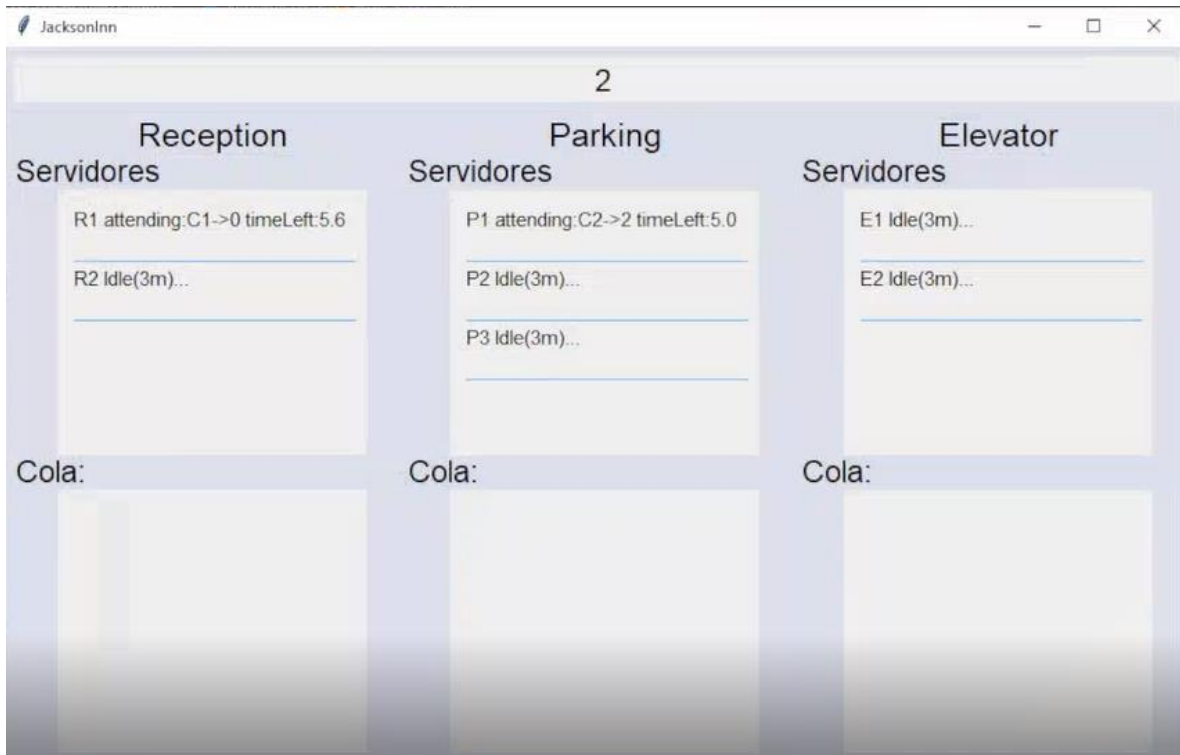 JacksonInn
2
Reception
Servidores
R1 attending:C1->0 timeLeft:5.6
R2 Idle(3m)...
Cola:
Parking
Servidores
P1 attending:C2->2 timeLeft:5.0
P2 Idle(3m)...
P3 Idle(3m)...
Cola:
Elevator
Servidores
E1 Idle(3m)...
E2 Idle(3m)...
Cola: